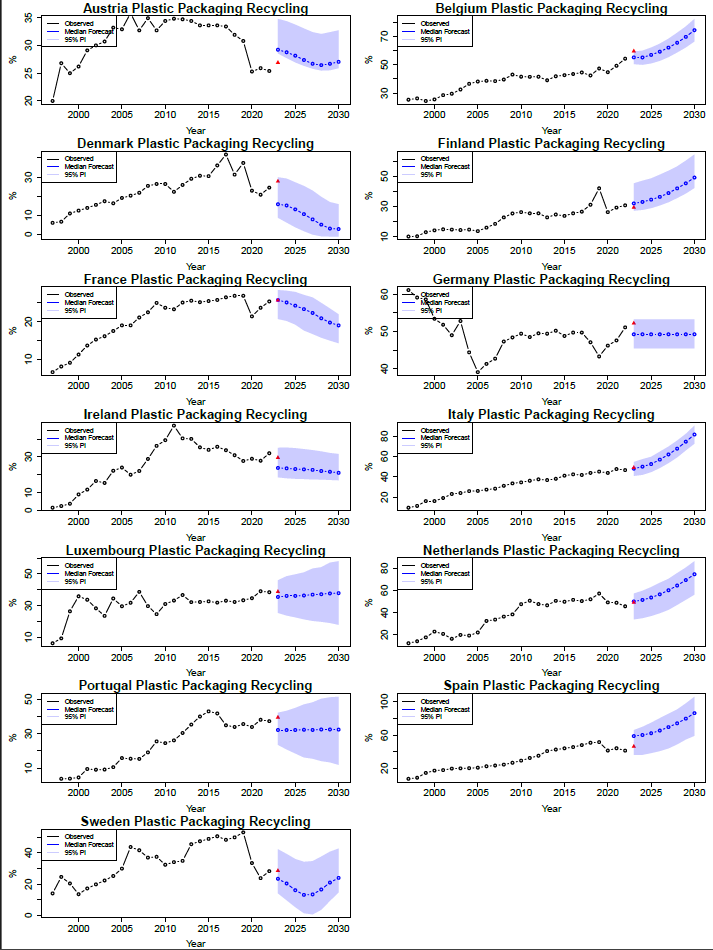 Austria Plastic Packaging Recycling
Observed
Median Forecast
95% PI
35
30
25
20
%
2000 2005 2010 2015 2020 2025 2030
Year
Belgium Plastic Packaging Recycling
Observed
Median Forecast
95% PI
70
50
30
%
2000 2005 2010 2015 2020 2025 2030
Year
Denmark Plastic Packaging Recycling
Observed
Median Forecast
95% PI
30
10
0
%
2000 2005 2010 2015 2020 2025 2030
Year
Finland Plastic Packaging Recycling
Observed
Median Forecast
95% PI
50
30
10
%
2000 2005 2010 2015 2020 2025 2030
Year
France Plastic Packaging Recycling
Observed
Median Forecast
95% PI
20
10
%
2000 2005 2010 2015 2020 2025 2030
Year
Germany Plastic Packaging Recycling
Observed
Median Forecast
95% PI
60
50
40
%
2000 2005 2010 2015 2020 2025 2030
Year
Ireland Plastic Packaging Recycling
Observed
Median Forecast
95% PI
30
10
0
%
2000 2005 2010 2015 2020 2025 2030
Year
Italy Plastic Packaging Recycling
Observed
Median Forecast
95% PI
80
60
40
20
%
2000 2005 2010 2015 2020 2025 2030
Year
Luxembourg Plastic Packaging Recycling
Observed
Median Forecast
95% PI
50
30
10
%
2000 2005 2010 2015 2020 2025 2030
Year
Netherlands Plastic Packaging Recycling
Observed
Median Forecast
95% PI
80
60
40
20
%
2000 2005 2010 2015 2020 2025 2030
Year
Portugal Plastic Packaging Recycling
Observed
Median Forecast
95% PI
50
30
10
%
2000 2005 2010 2015 2020 2025 2030
Year
Spain Plastic Packaging Recycling
Observed
Median Forecast
95% PI
100
60
20
%
2000 2005 2010 2015 2020 2025 2030
Year
Sweden Plastic Packaging Recycling
Observed
Median Forecast
95% PI
40
20
0
%
2000 2005 2010 2015 2020 2025 2030
Year